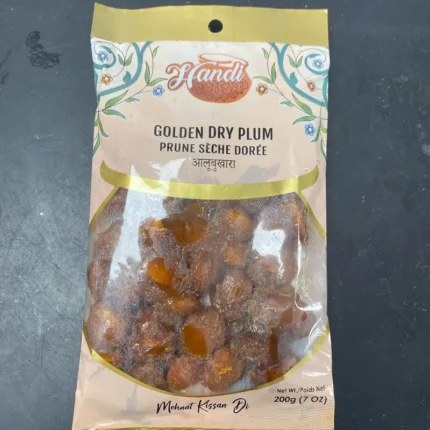 Handi
GOLDEN DRY PLUM
PRUNE SÈCHE DORÉE
आलूबुखारा
Net Wt./Poids Net
200g (7 OZ)
Mehnat Kissan Di